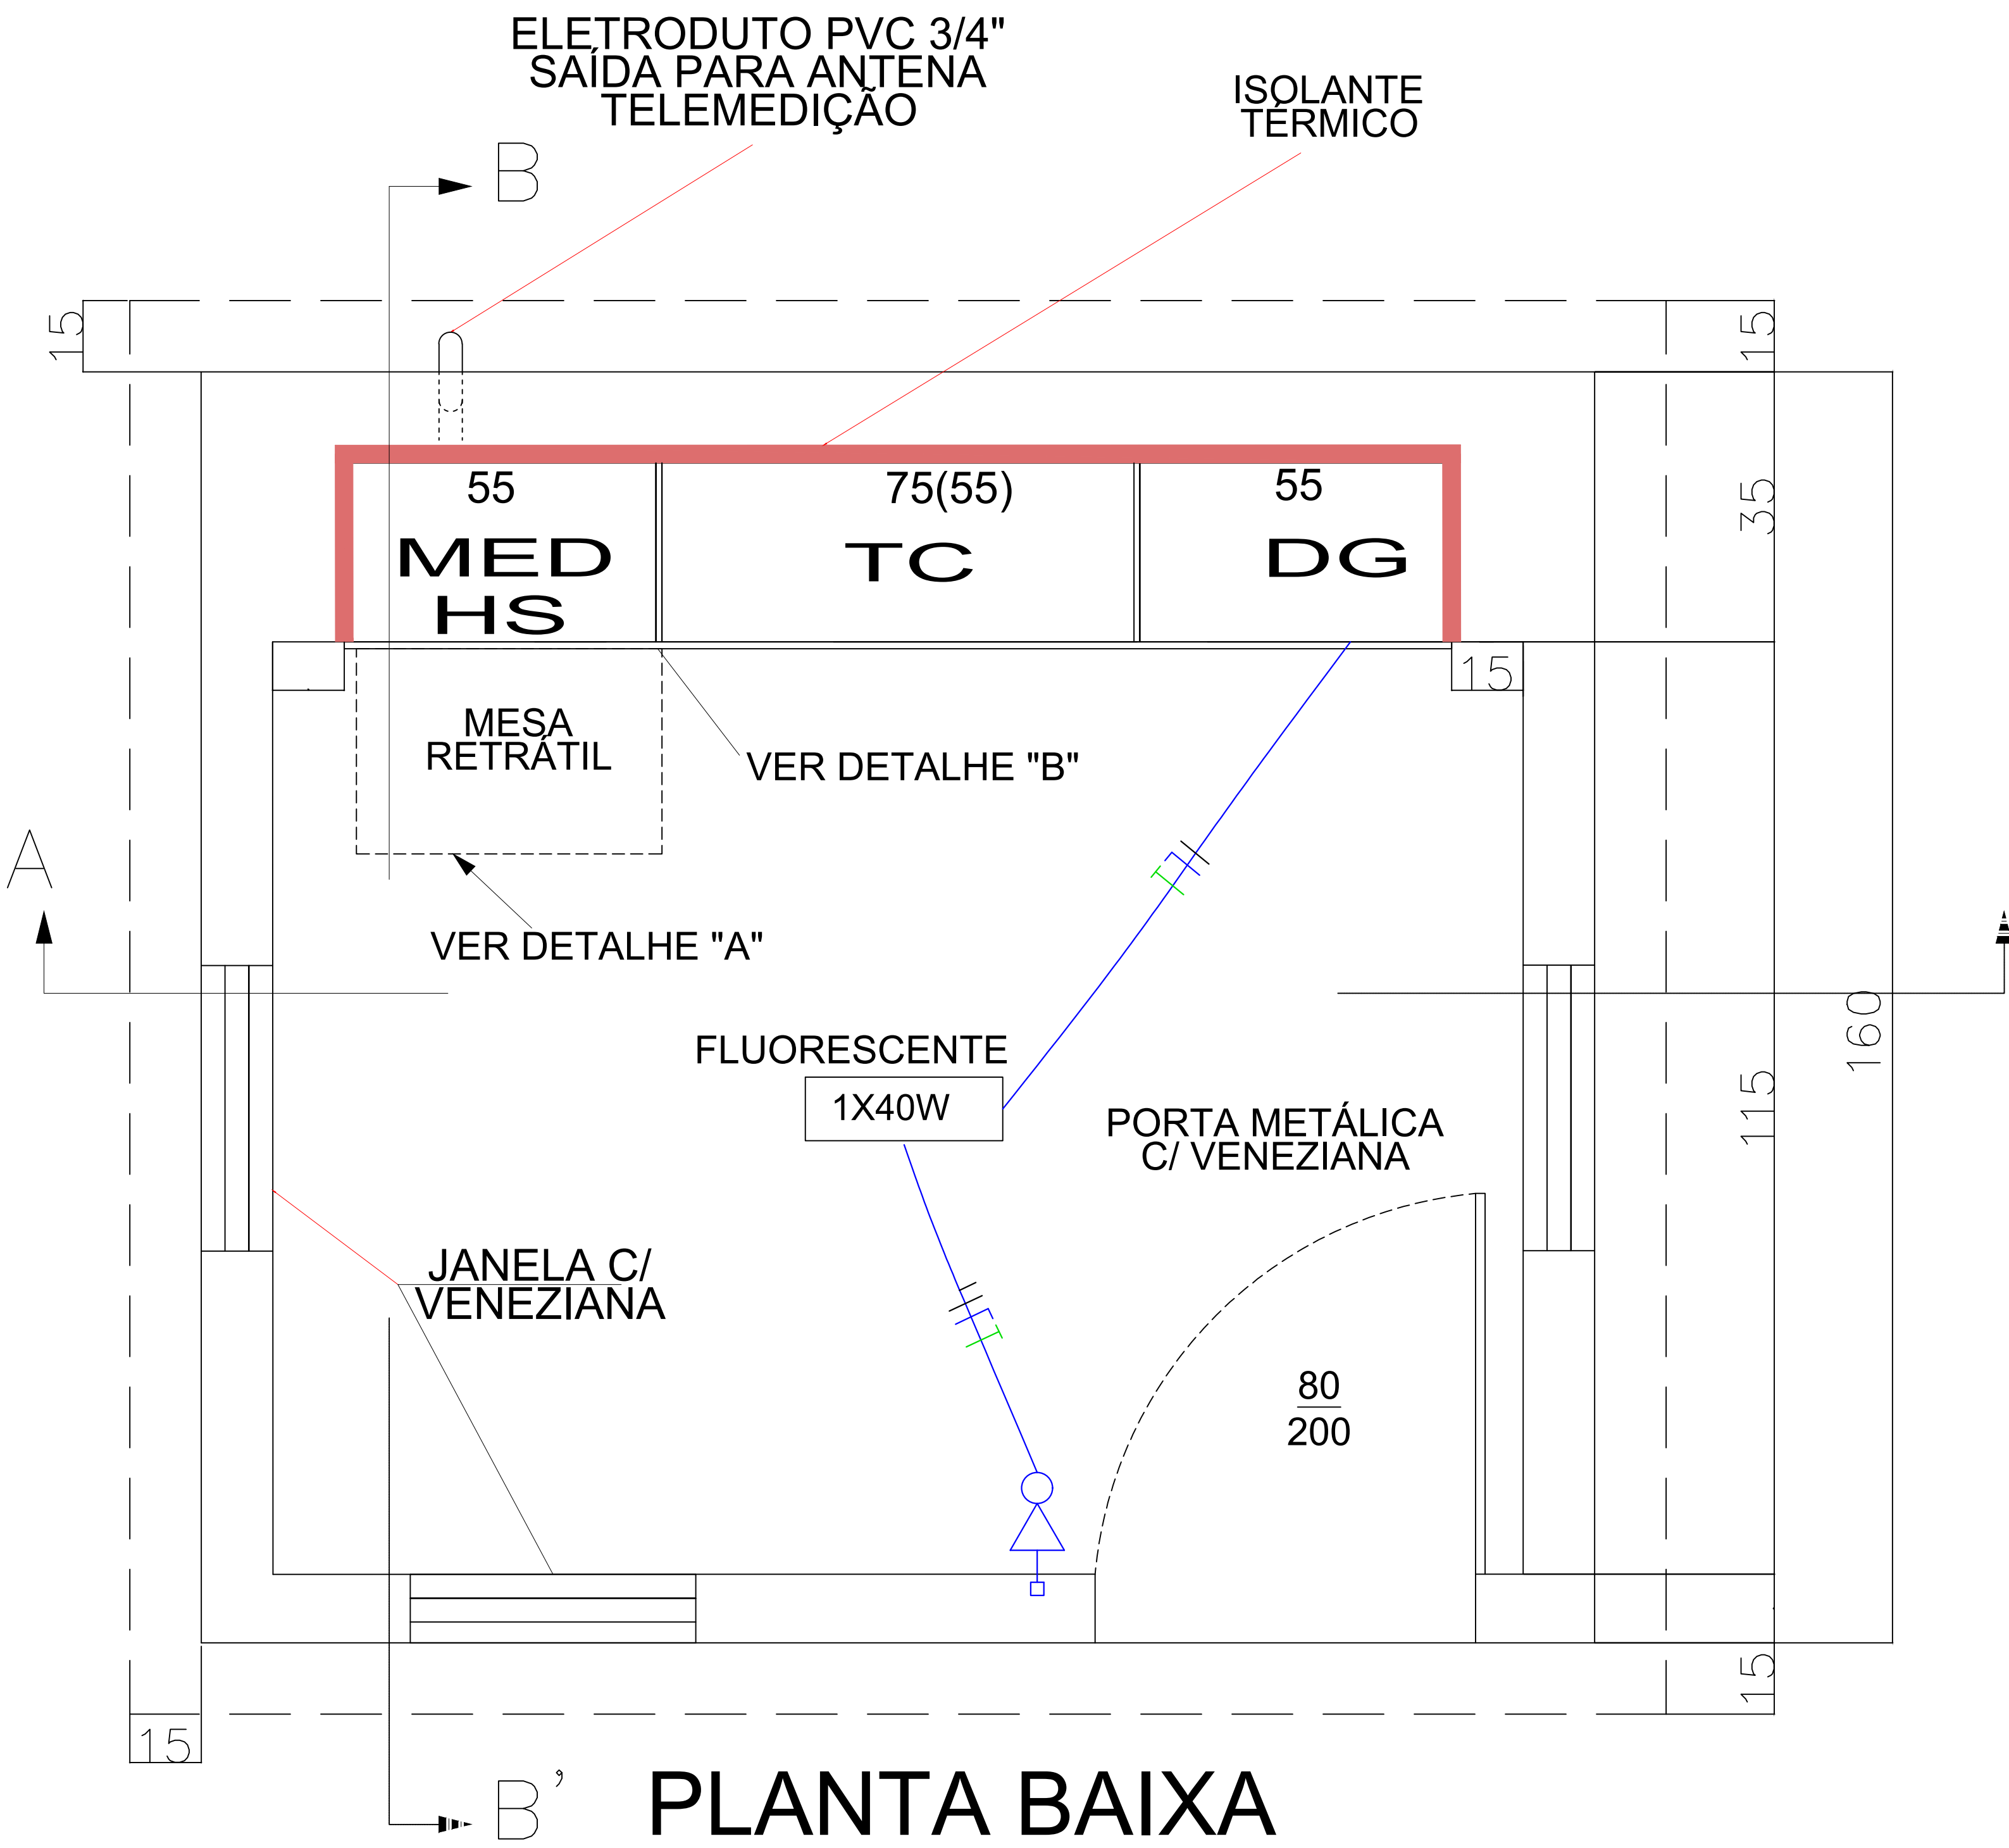 ELETRODUTO PVC 3/4"
SAÍDA PARA ANTENA
TELEMEDIÇÃO
ISOLANTE
TÉRMICO
B
15
15
55
75(55)
55
35
MED
HS
TC
DG
15
MESA
RETRÁTIL
VER DETALHE "B"
A
VER DETALHE "A"
FLUORESCENTE
1X40W
160
115
PORTA METÁLICA
C/ VENEZIANA
JANELA C/
VENEZIANA
80
200
15
15
B'
PLANTA BAIXA